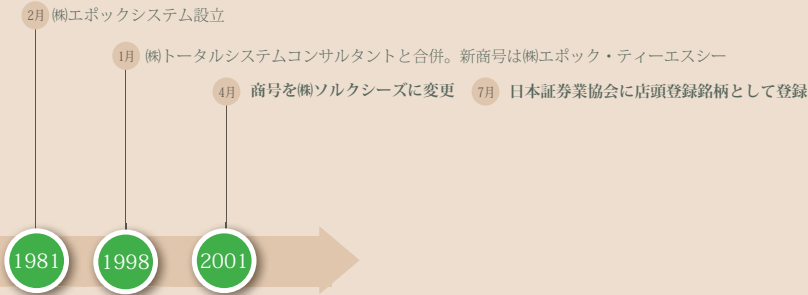 2月 ㈱エポックシステム設立
1月 ㈱トータルシステムコンサルタントと合併。新商号は㈱エポック・ティーエスシー
4月 商号を㈱ソルクシーズに変更 7月 日本証券業協会に店頭登録銘柄として登録
1981 1998 2001